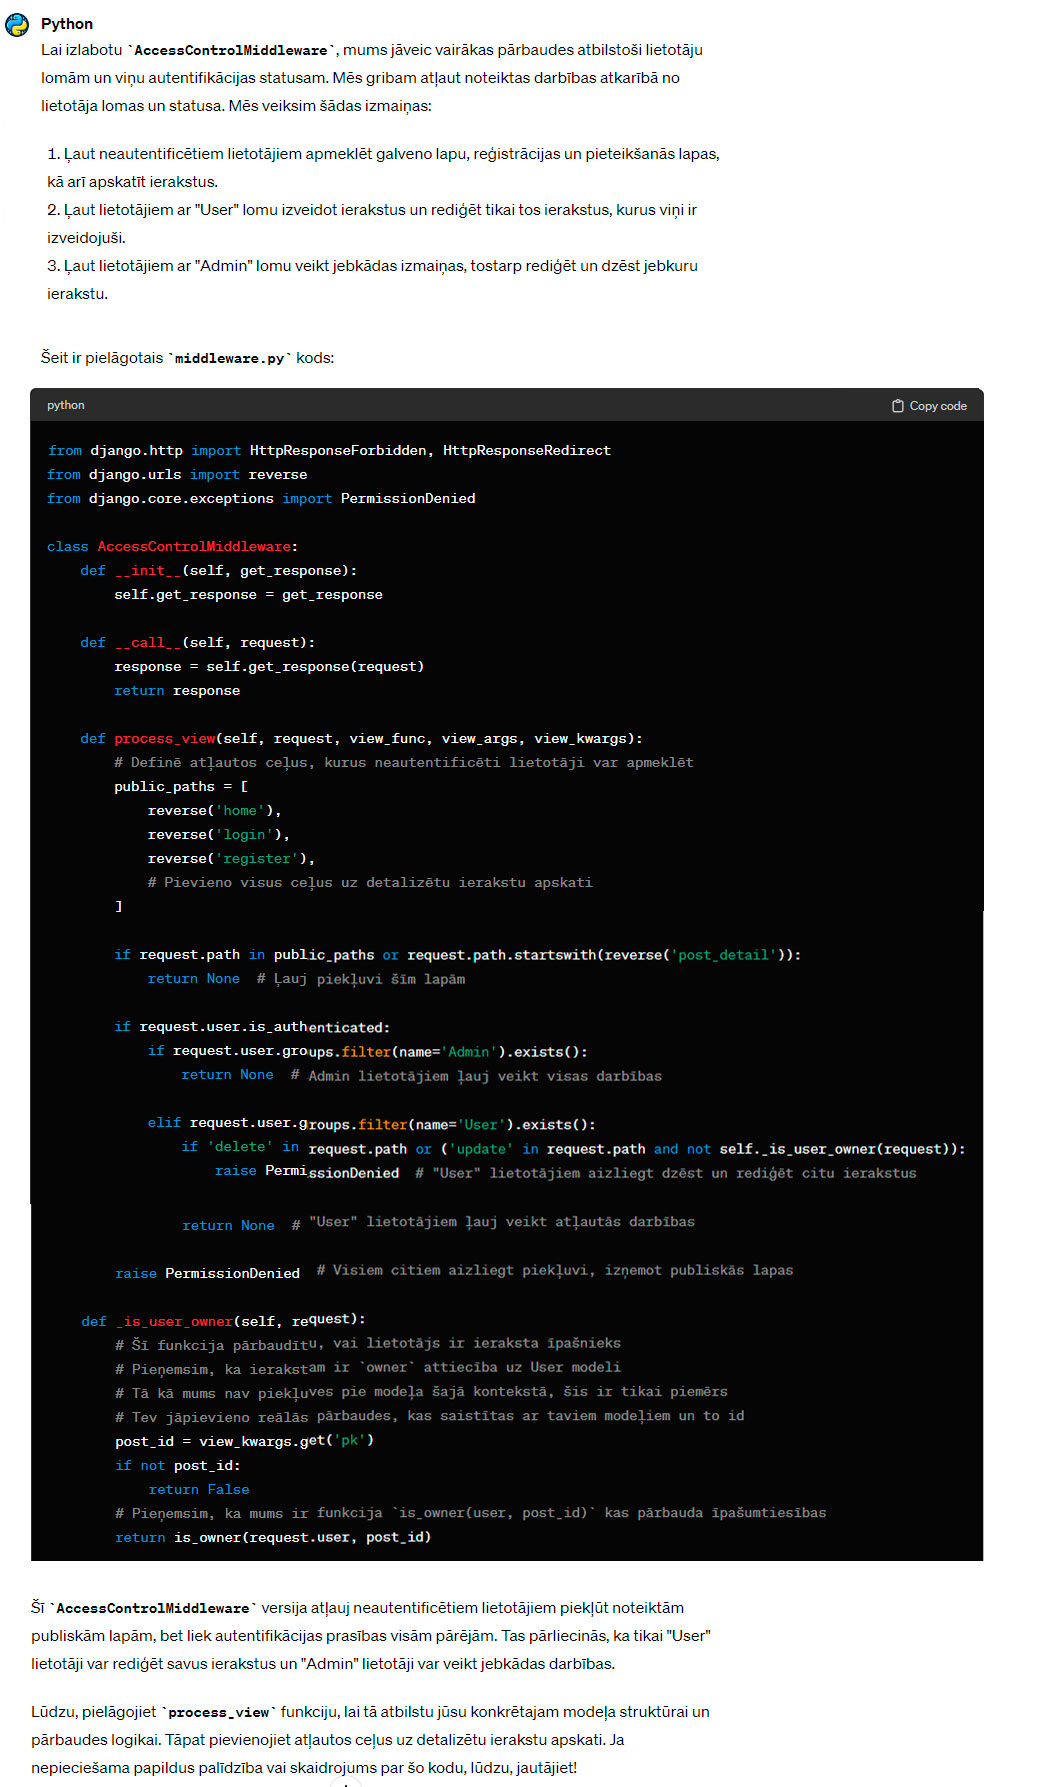 Python
Lai izlabotu `AccessControlMiddleware`, mums jāveic vairākas pārbaudes atbilstoši lietotāju
lomām un viņu autentifikācijas statusam. Mēs gribam atļaut noteiktas darbības atkarībā no
lietotāja lomas un statusa. Mēs veiksim šādas izmaiņas:
1. Ļaut neautentificētiem lietotājiem apmeklēt galveno lapu, reģistrācijas un pieteikšanās lapas,
kā arī apskatīt ierakstus.
2. Ļaut lietotājiem ar "User" lomu izveidot ierakstus un rediģēt tikai tos ierakstus, kurus viņi ir
izveidojuši.
3. Ļaut lietotājiem ar "Admin" lomu veikt jebkādas izmaiņas, tostarp rediģēt un dzēst jebkuru
ierakstu.
Šeit ir pielāgotais `middleware.py` kods:
python
Copy code
from django.http import HttpResponseForbidden, HttpResponseRedirect
from django.urls import reverse
from django.core.exceptions import PermissionDenied
class AccessControlMiddleware:
def __init__(self, get_response):
self.get_response = get_response
def __call__(self, request):
response = self.get_response(request)
return response
def process_view(self, request, view_func, view_args, view_kwargs):
# Definē atļautos ceļus, kurus neautentificēti lietotāji var apmeklēt
public_paths = [
reverse('home'),
reverse('login'),
reverse('register'),
# Pievieno visus ceļus uz detalizētu ierakstu apskati
]
if request.path in public_paths or request.path.startswith(reverse('post_detail')):
return None # Ļauj piekļuvi šīm lapām
if request.user.is_authenticated:
if request.user.groups.filter(name='Admin').exists():
return None # Admin lietotājiem ļauj veikt visas darbības
elif request.user.groups.filter(name='User').exists():
if 'delete' in request.path or ('update' in request.path and not self._is_user_owner(request)):
raise PermissionDenied # "User" lietotājiem aizliegt dzēst un rediģēt citu ierakstus
return None # "User" lietotājiem ļauj veikt atļautās darbības
raise PermissionDenied # Visiem citiem aizliegt piekļuvi, izņemot publiskās lapas
def _is_user_owner(self, request):
# Šī funkcija pārbaudītu, vai lietotājs ir ieraksta īpašnieks
# Pieņemsim, ka ierakstam ir `owner` attiecība uz User modeli
# Tā kā mums nav piekļuves pie modeļa šajā kontekstā, šis ir tikai piemērs
# Tev jāpievieno reālās pārbaudes, kas saistītas ar taviem modeļiem un to id
post_id = view_kwargs.get('pk')
if not post_id:
return False
# Pieņemsim, ka mums ir funkcija `is_owner(user, post_id)` kas pārbauda īpašumtiesības
return is_owner(request.user, post_id)
Šī `AccessControlMiddleware` versija atļauj neautentificētiem lietotājiem piekļūt noteiktām
publiskām lapām, bet liek autentifikācijas prasības visām pārējām. Tas pārliecinās, ka tikai "User"
lietotāji var rediģēt savus ierakstus un "Admin" lietotāji var veikt jebkādas darbības.
Lūdzu, pielāgojiet `process_view` funkciju, lai tā atbilstu jūsu konkrētajam modeļa struktūrai un
pārbaudes logikai. Tāpat pievienojiet atļautos ceļus uz detalizētu ierakstu apskati. Ja
nepieciešama papildus palīdzība vai skaidrojums par šo kodu, lūdzu, jautājiet!